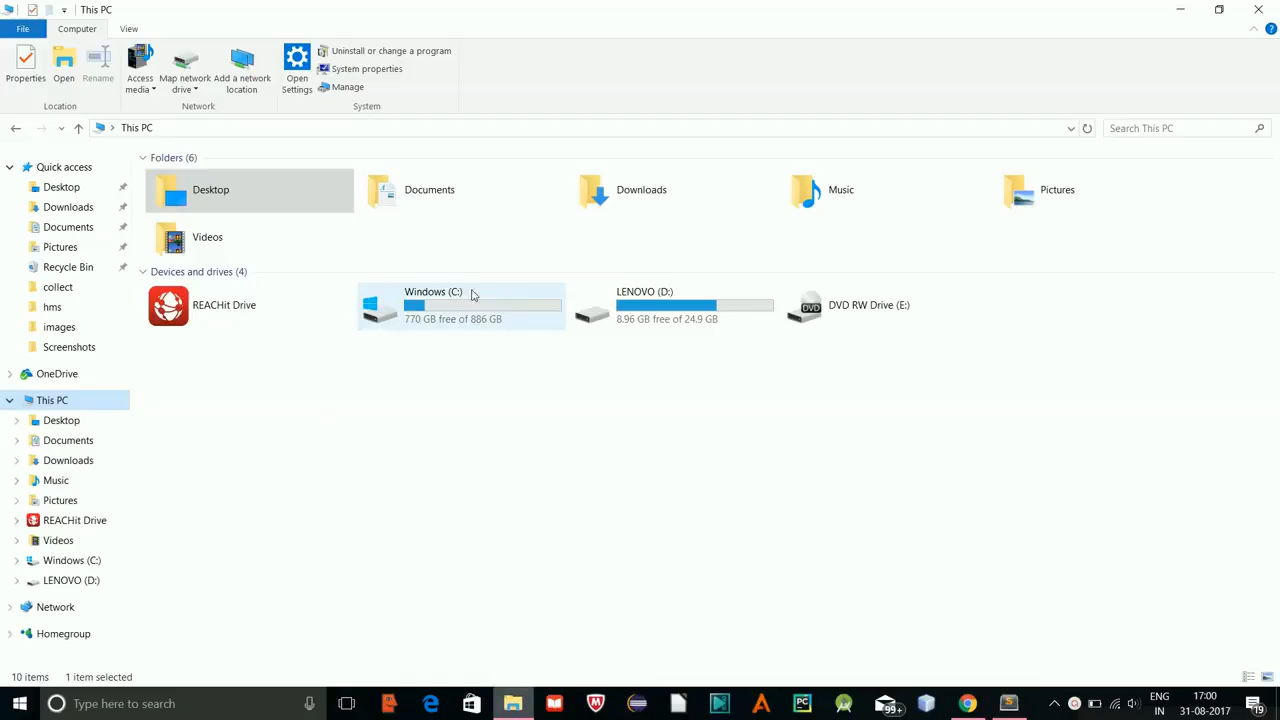 This PC
File
Computer
View
Properties
Open
Rename
Access media
Map network drive
Add a network location
Open Settings
Uninstall or change a program
System properties
Manage
Location
Network
System
This PC
Search This PC
Quick access
Desktop
Downloads
Documents
Pictures
Recycle Bin
collect
hms
images
Screenshots
OneDrive
This PC
Desktop
Documents
Downloads
Music
Pictures
REACHit Drive
Videos
Windows (C:)
LENOVO (D:)
Network
Homegroup
Folders (6)
Desktop
Documents
Downloads
Music
Pictures
Videos
Devices and drives (4)
REACHit Drive
Windows (C:)
770 GB free of 886 GB
LENOVO (D:)
8.96 GB free of 24.9 GB
DVD
DVD RW Drive (E:)
10 items
1 item selected
Type here to search
PC
99+
ENG
IN
17:00
31-08-2017
19